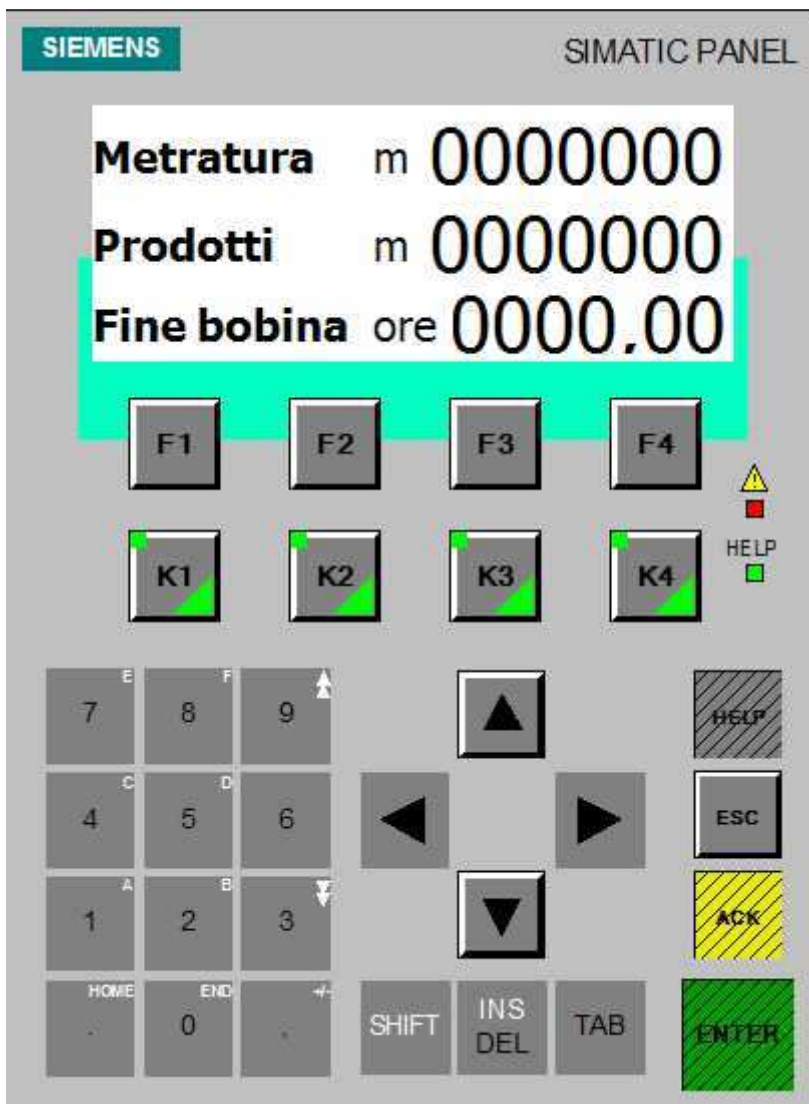 SIEMENS SIMATIC PANEL
Metratura m 0000000
Prodotti m 0000000
Fine bobina ore 0000,00
F1 F2 F3 F4
HELP
K1 K2 K3 K4
E F
7 8 9 HELP
C D
4 5 6 ESC
A B
1 2 3 ACK
HOME END +/-
. 0 , SHIFT INS DEL TAB ENTER